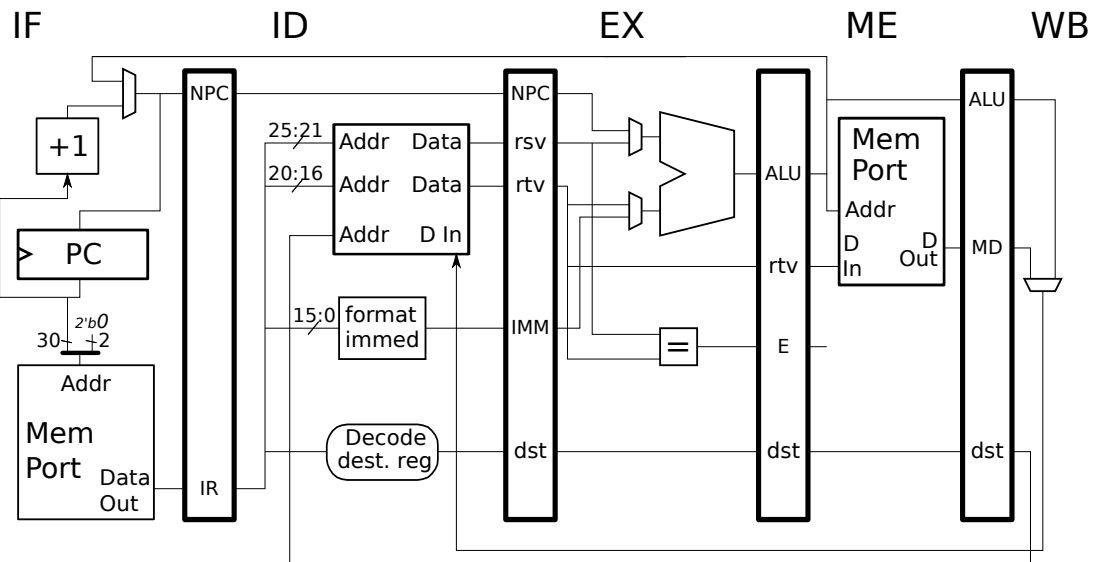 IF ID EX ME WB
NPC NPC ALU
25:21 Addr Data rsv
+1
Mem
Port
20:16 Addr Data rtv ALU
Addr
Addr D In
PC
D
In
D
Out
MD
rtv
2'b0
30 2
15:0 format
immed
IMM
= E
Addr
Mem
Port
Data
Out
Decode
dest. reg
dst dst dst
IR